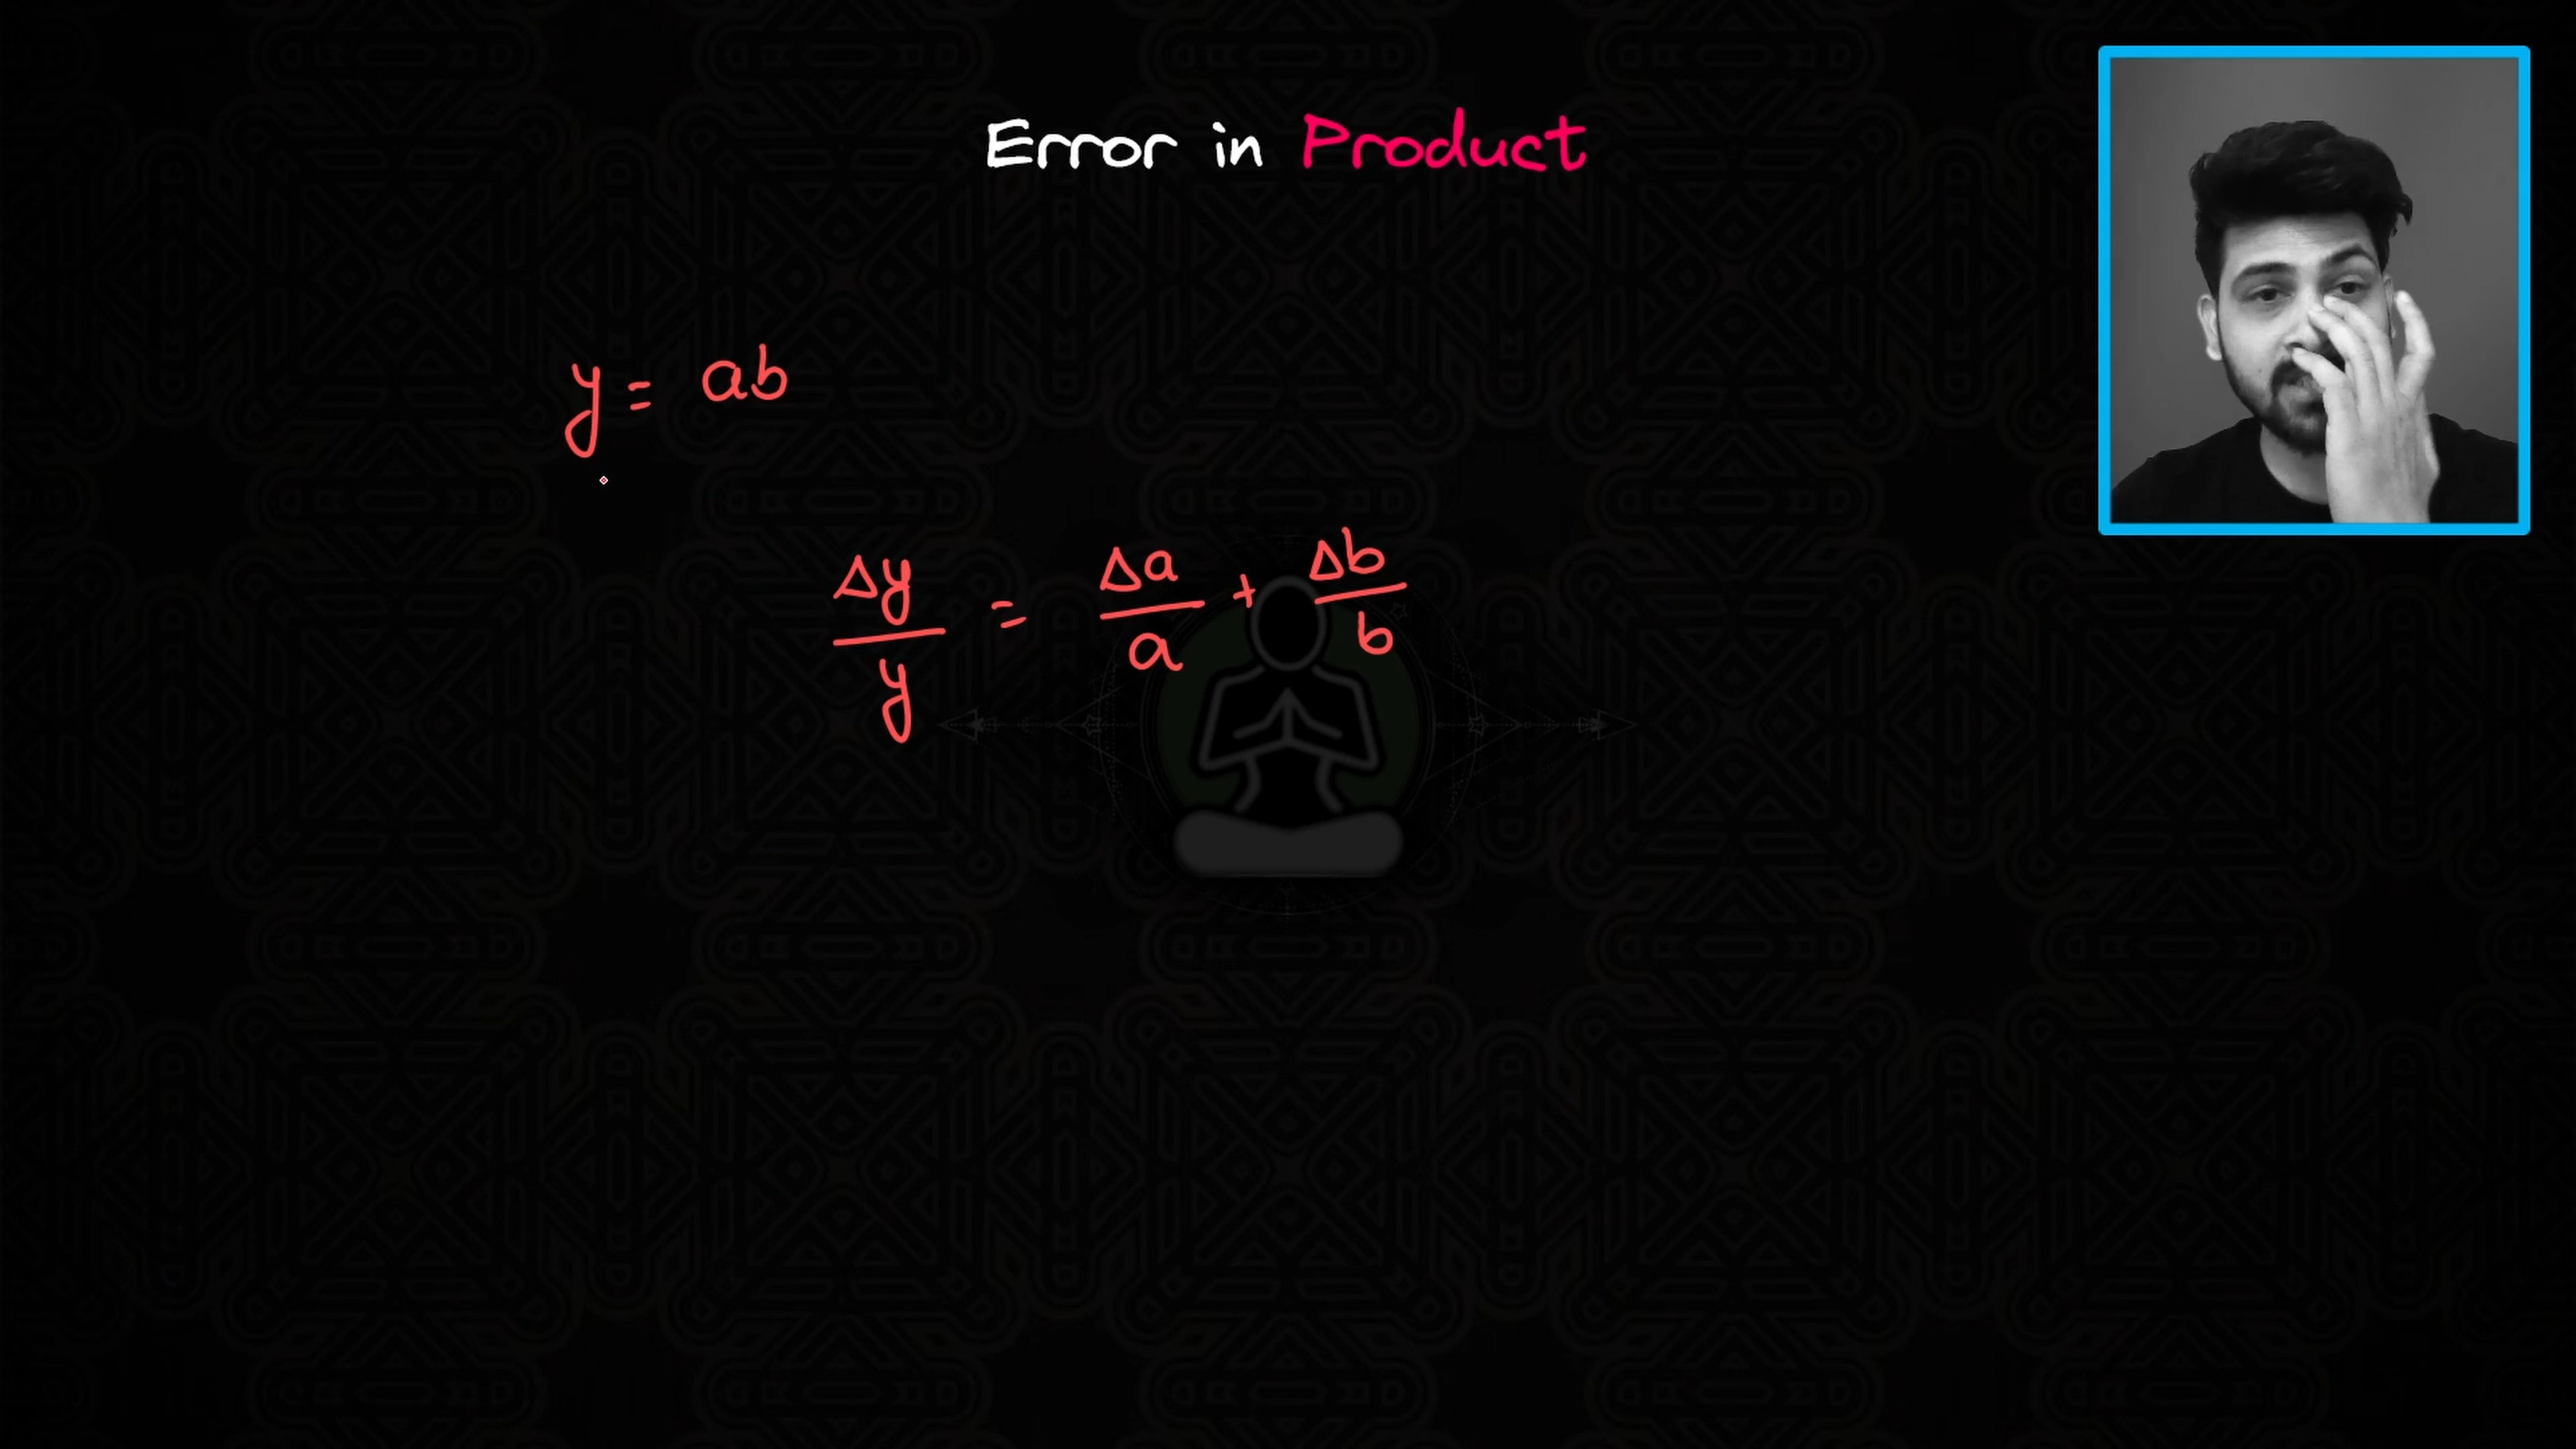 Error in Product
y = ab
Δy/y = Δa/a + Δb/b